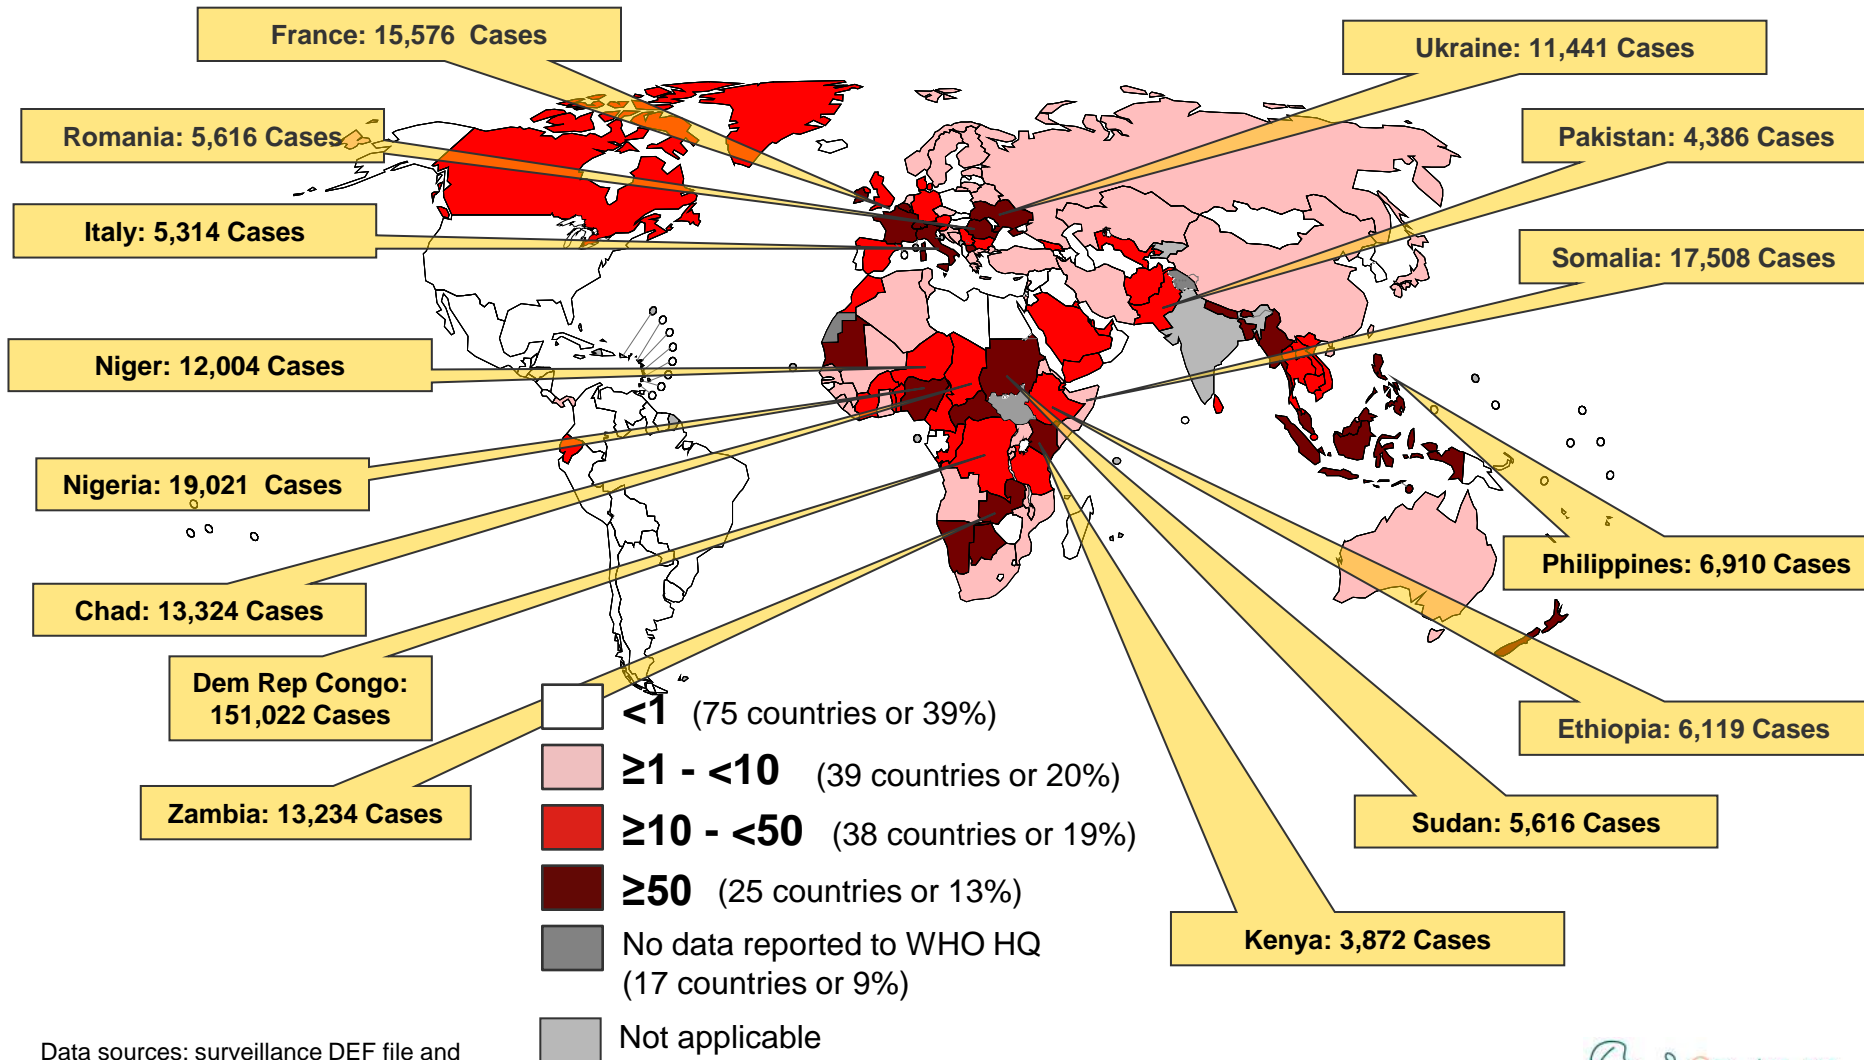 France: 15,576 Cases
Ukraine: 11,441 Cases
Romania: 5,616 Cases
Pakistan: 4,386 Cases
Italy: 5,314 Cases
Somalia: 17,508 Cases
Niger: 12,004 Cases
Nigeria: 19,021 Cases
Philippines: 6,910 Cases
Chad: 13,324 Cases
Dem Rep Congo:
151,022 Cases
Ethiopia: 6,119 Cases
Zambia: 13,234 Cases
Sudan: 5,616 Cases
Kenya: 3,872 Cases
<1 (75 countries or 39%)
≥1 - <10 (39 countries or 20%)
≥10 - <50 (38 countries or 19%)
≥50 (25 countries or 13%)
No data reported to WHO HQ
(17 countries or 9%)
Not applicable
Data sources: surveillance DEF file and